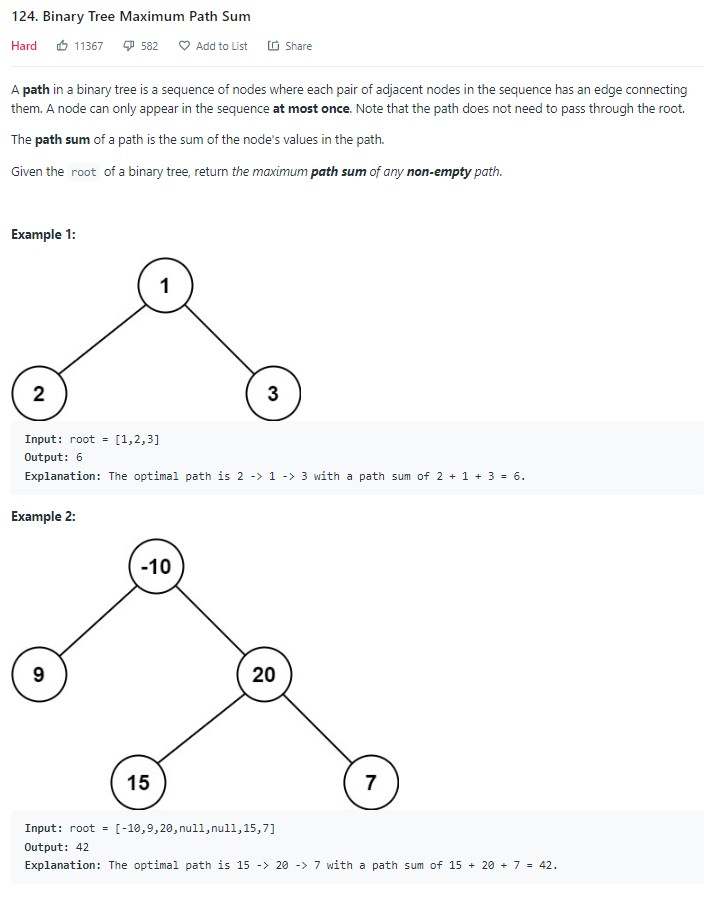 124. Binary Tree Maximum Path Sum
Hard 11367 582 Add to List Share
A path in a binary tree is a sequence of nodes where each pair of adjacent nodes in the sequence has an edge connecting
them. A node can only appear in the sequence at most once. Note that the path does not need to pass through the root.
The path sum of a path is the sum of the node's values in the path.
Given the root of a binary tree, return the maximum path sum of any non-empty path.
Example 1:
1
2 3
Input: root = [1,2,3]
Output: 6
Explanation: The optimal path is 2 -> 1 -> 3 with a path sum of 2 + 1 + 3 = 6.
Example 2:
-10
9 20
15 7
Input: root = [-10,9,20,null,null,15,7]
Output: 42
Explanation: The optimal path is 15 -> 20 -> 7 with a path sum of 15 + 20 + 7 = 42.